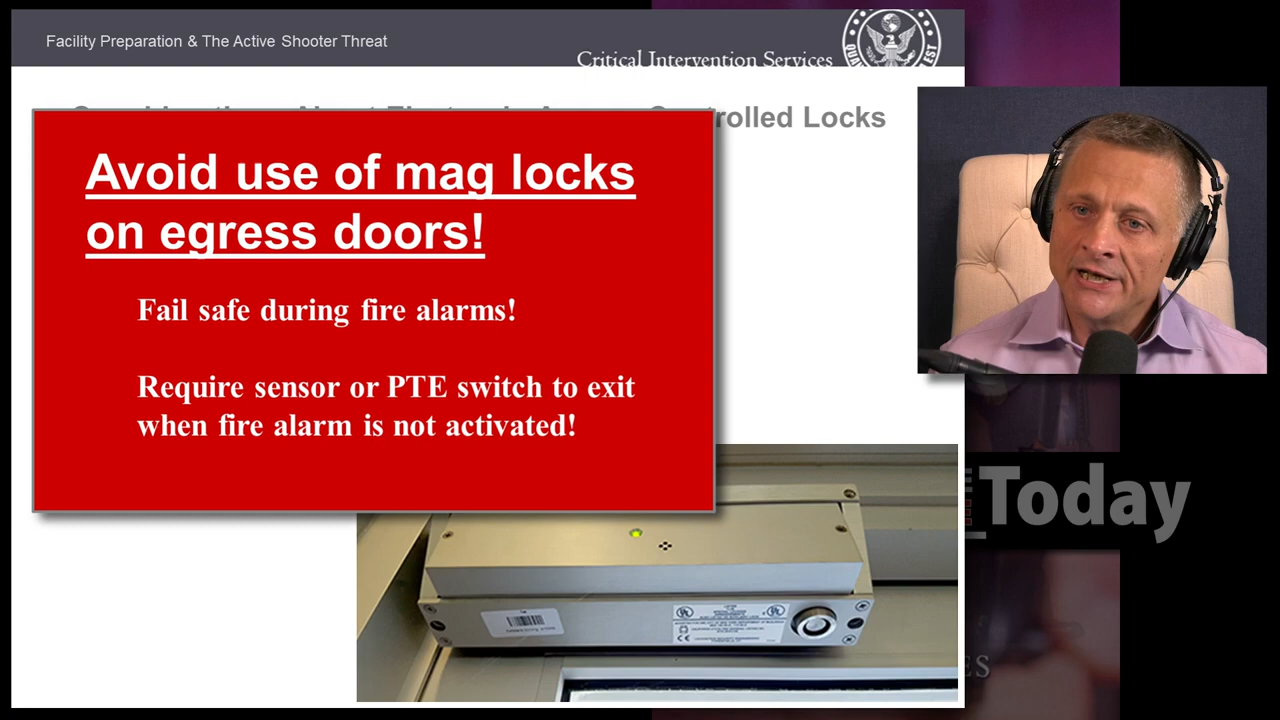 Facility Preparation & The Active Shooter Threat
Critical Intervention Services
Controlled Locks
Avoid use of mag locks
on egress doors!
Fail safe during fire alarms!
Require sensor or PTE switch to exit
when fire alarm is not activated!
Today